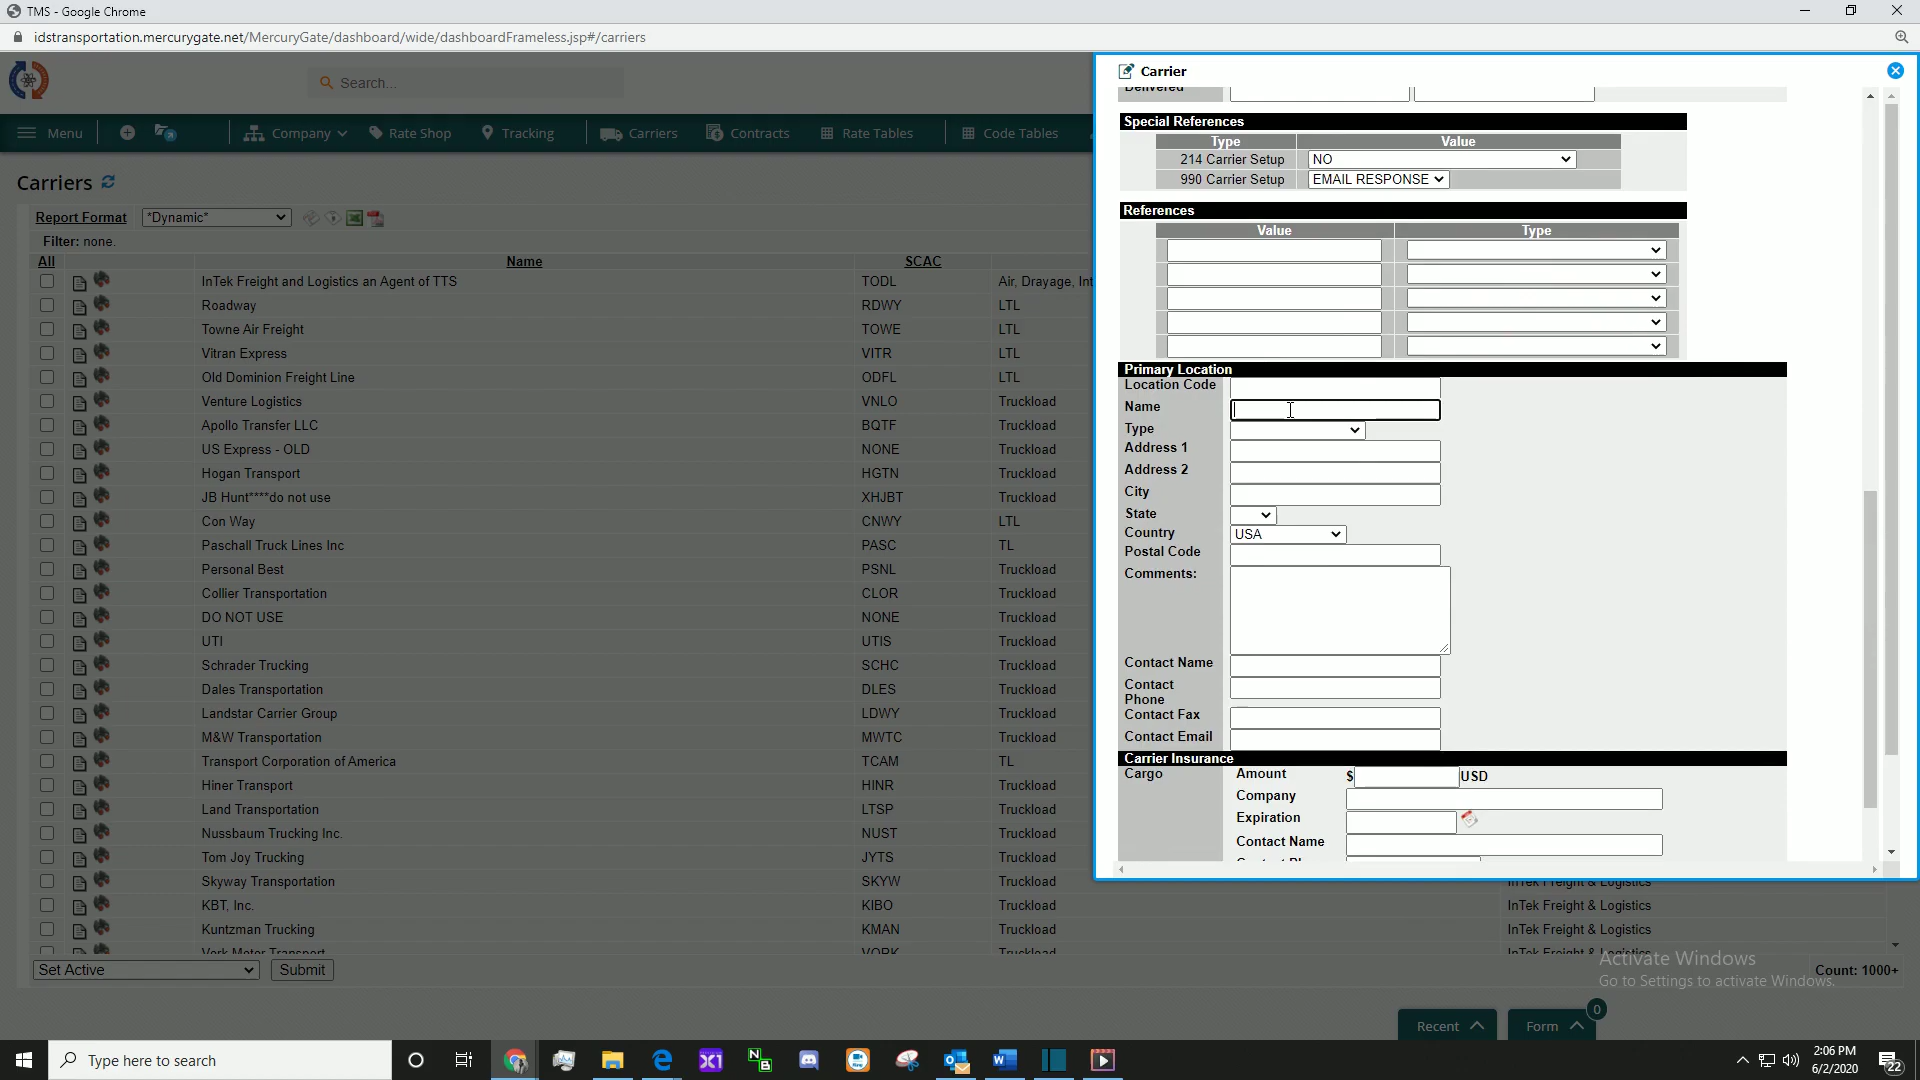 TMS - Google Chrome
idstransportation.mercurygate.net/MercuryGate/dashboard/wide/dashboardFrameless.jsp#/carriers
Search...
Menu Company Rate Shop Tracking Carriers Contracts Rate Tables Code Tables
Carriers
Report Format *Dynamic*
Filter: none.
All Name SCAC
InTek Freight and Logistics an Agent of TTS TODL Air, Drayage, Int
Roadway RDWY LTL
Towne Air Freight TOWE LTL
Vitran Express VITR LTL
Old Dominion Freight Line ODFL LTL
Venture Logistics VNLO Truckload
Apollo Transfer LLC BQTF Truckload
US Express - OLD NONE Truckload
Hogan Transport HGTN Truckload
JB Hunt****do not use XHJBT Truckload
Con Way CNWY LTL
Paschall Truck Lines Inc PASC TL
Personal Best PSNL Truckload
Collier Transportation CLOR Truckload
DO NOT USE NONE Truckload
UTI UTIS Truckload
Schrader Trucking SCHC Truckload
Dales Transportation DLES Truckload
Landstar Carrier Group LDWY Truckload
M&W Transportation MWTC Truckload
Transport Corporation of America TCAM TL
Hiner Transport HINR Truckload
Land Transportation LTSP Truckload
Nussbaum Trucking Inc. NUST Truckload
Tom Joy Trucking JYTS Truckload
Skyway Transportation SKYW Truckload InTek Freight & Logistics
KBT, Inc. KIBO Truckload InTek Freight & Logistics
Kuntzman Trucking KMAN Truckload InTek Freight & Logistics
York Motor Transport YORK Truckload InTek Freight & Logistics
Set Active Submit
Count: 1000+
Carrier
Delivered
Special References
Type Value
214 Carrier Setup NO
990 Carrier Setup EMAIL RESPONSE
References
Value Type
Primary Location
Location Code
Name
Type
Address 1
Address 2
City
State
Country USA
Postal Code
Comments:
Contact Name
Contact
Phone
Contact Fax
Contact Email
Carrier Insurance
Cargo Amount $ USD
Company
Expiration
Contact Name
Activate Windows
Go to Settings to activate Windows.
Recent Form 0
Type here to search
X1
N
B
2:06 PM
6/2/2020
22